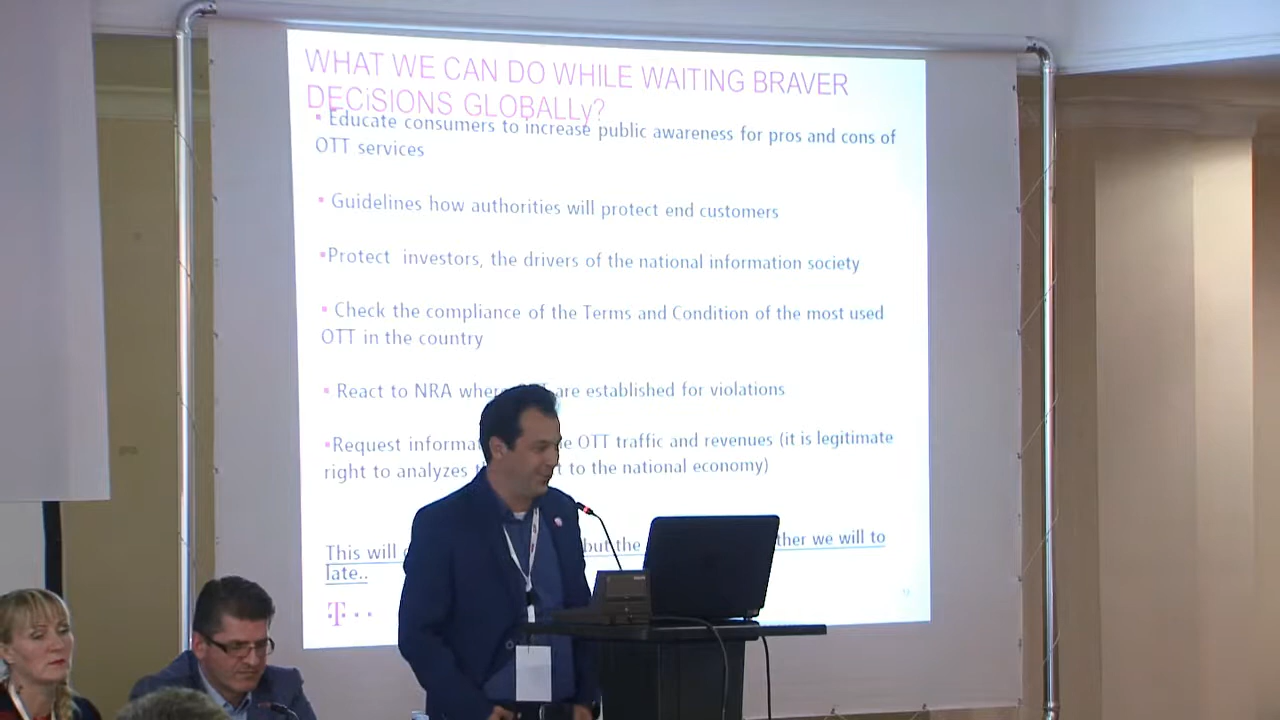 WHAT WE CAN DO WHILE WAITING BRAVER
DECiSIONS GLOBALLy?
▪ Educate consumers to increase public awareness for pros and cons of
OTT services
▪ Guidelines how authorities will protect end customers
▪Protect investors, the drivers of the national information society
▪ Check the compliance of the Terms and Condition of the most used
OTT in the country
▪ React to NRA where are established for violations
▪Request OTT traffic and revenues (it is legitimate
right to analyzes to the national economy)
This will but the we will to
late..
T